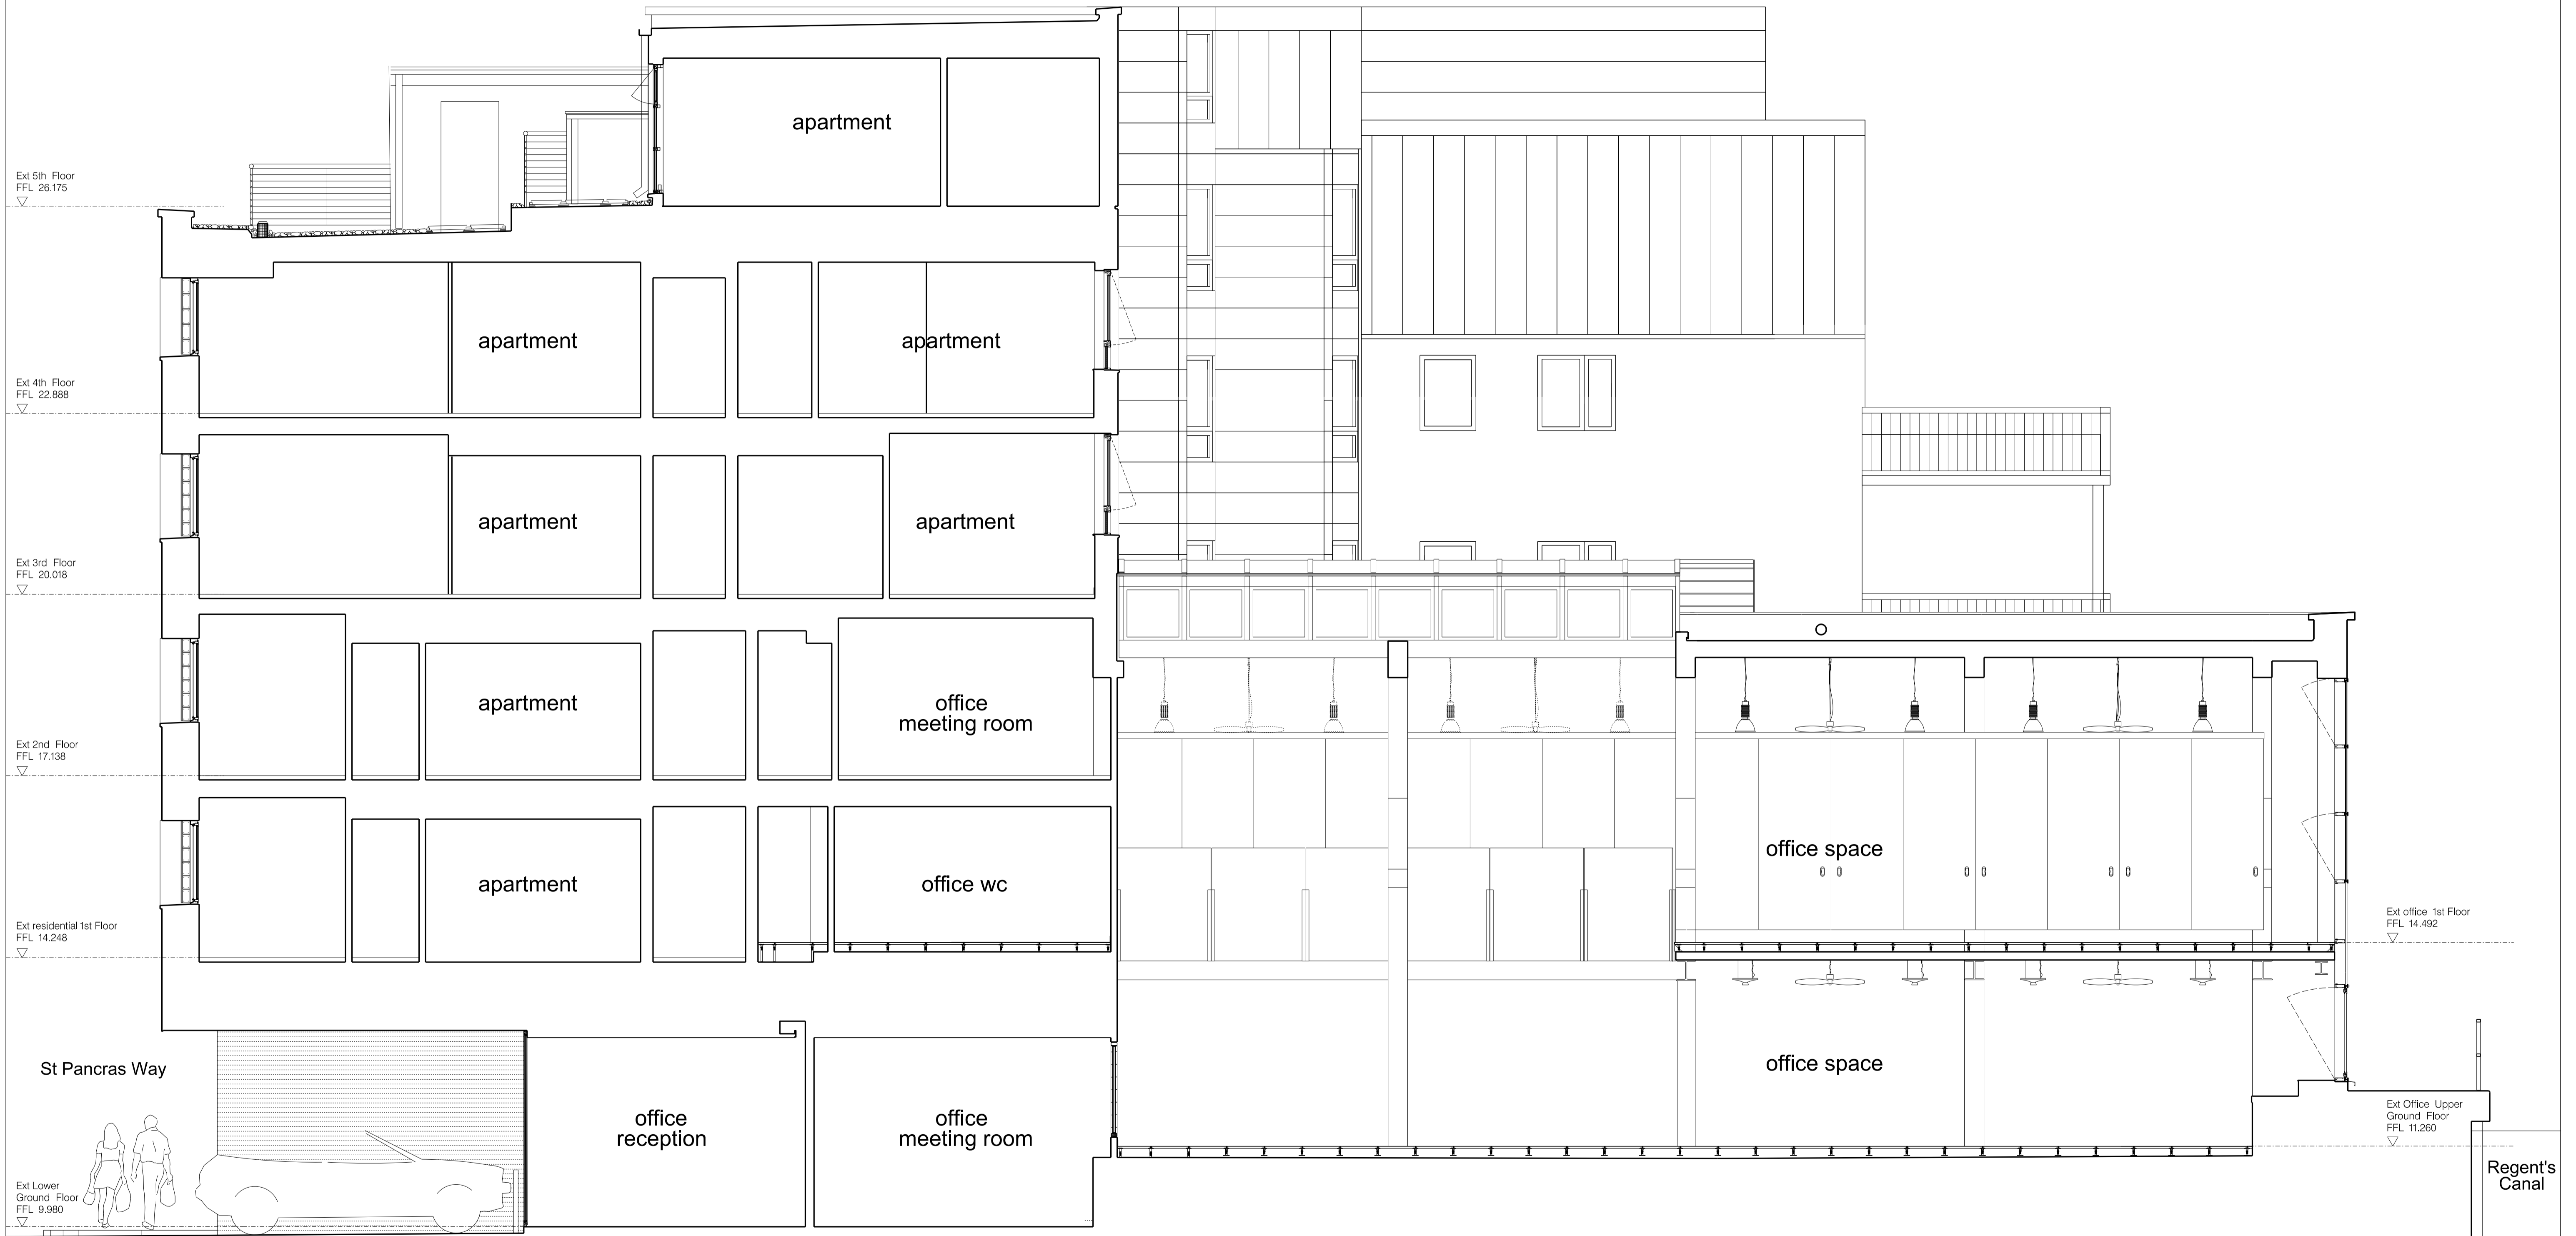 apartment
Ext 5th Floor
FFL 26.175
apartment
apartment
Ext 4th Floor
FFL 22.888
apartment
apartment
Ext 3rd Floor
FFL 20.018
apartment
office
meeting room
Ext 2nd Floor
FFL 17.138
office space
apartment
office wc
Ext residential 1st Floor
FFL 14.248
Ext office 1st Floor
FFL 14.492
St Pancras Way
office space
office
reception
office
meeting room
Ext Office Upper
Ground Floor
FFL 11.260
Ext Lower
Ground Floor
FFL 9.980
Regent's
Canal